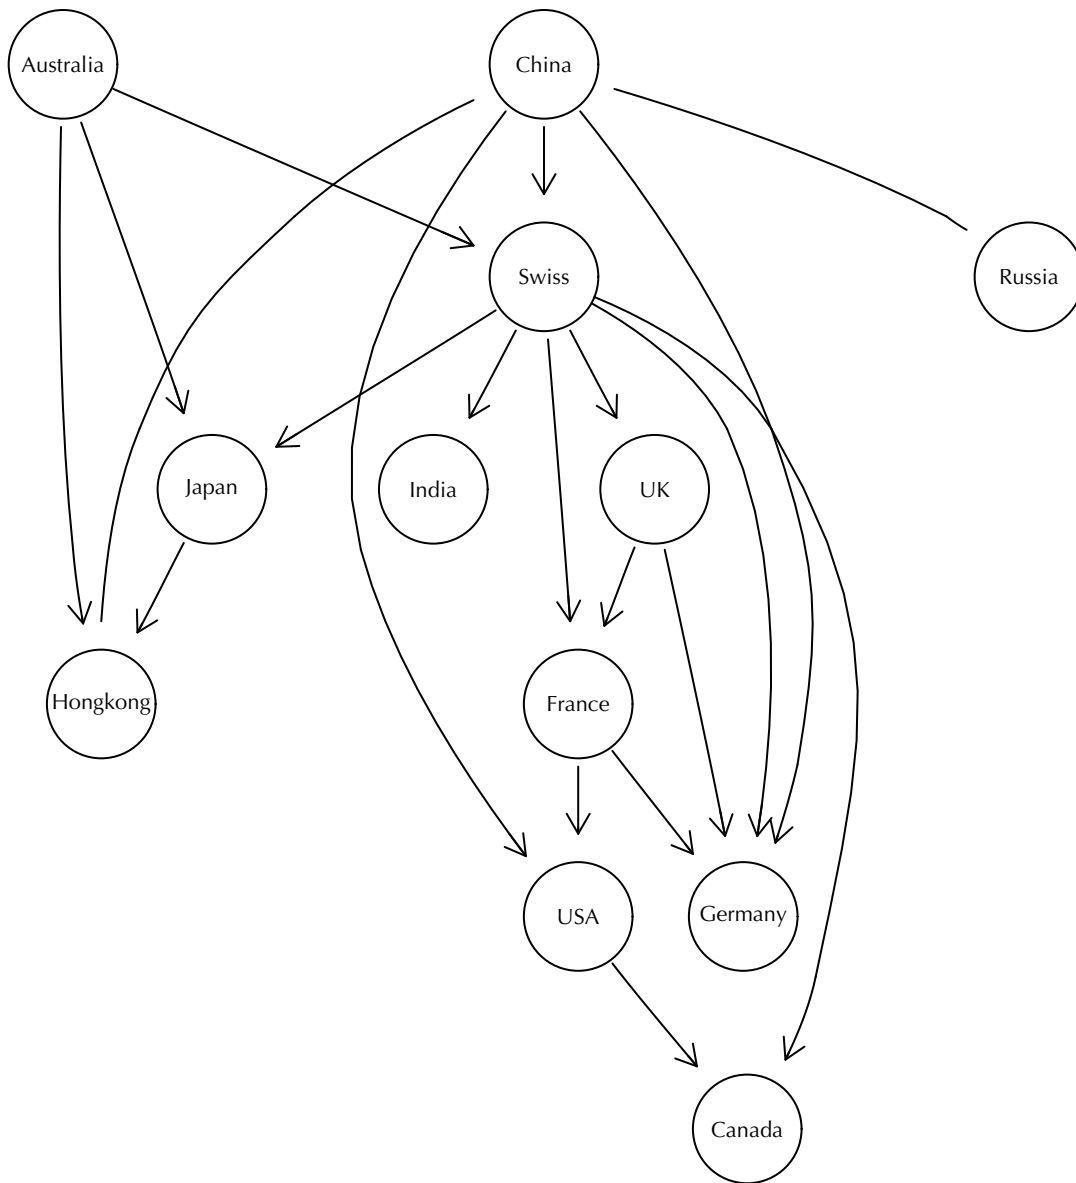 Australia
China
Swiss
Russia
Japan
India
UK
Hongkong
France
USA
Germany
Canada